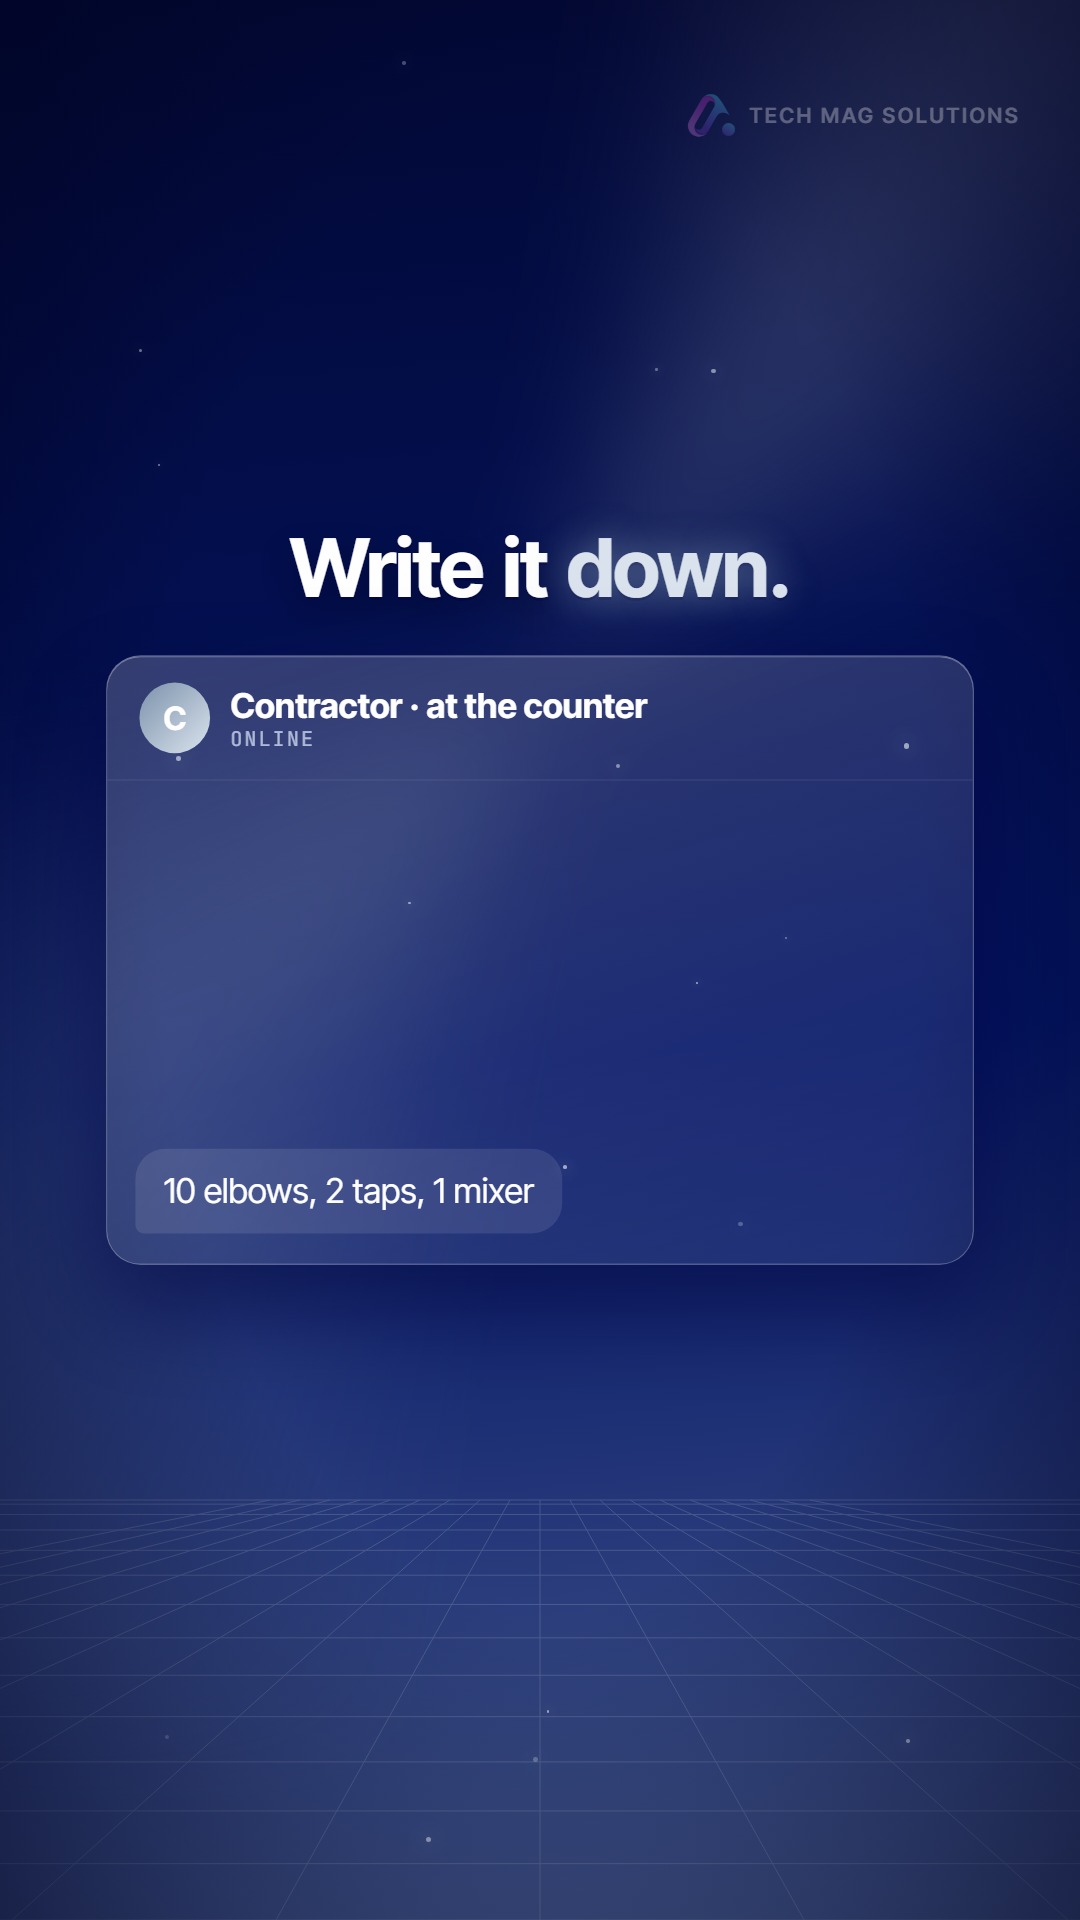 TECH MAG SOLUTIONS
Write it down.
C
Contractor · at the counter
ONLINE
10 elbows, 2 taps, 1 mixer